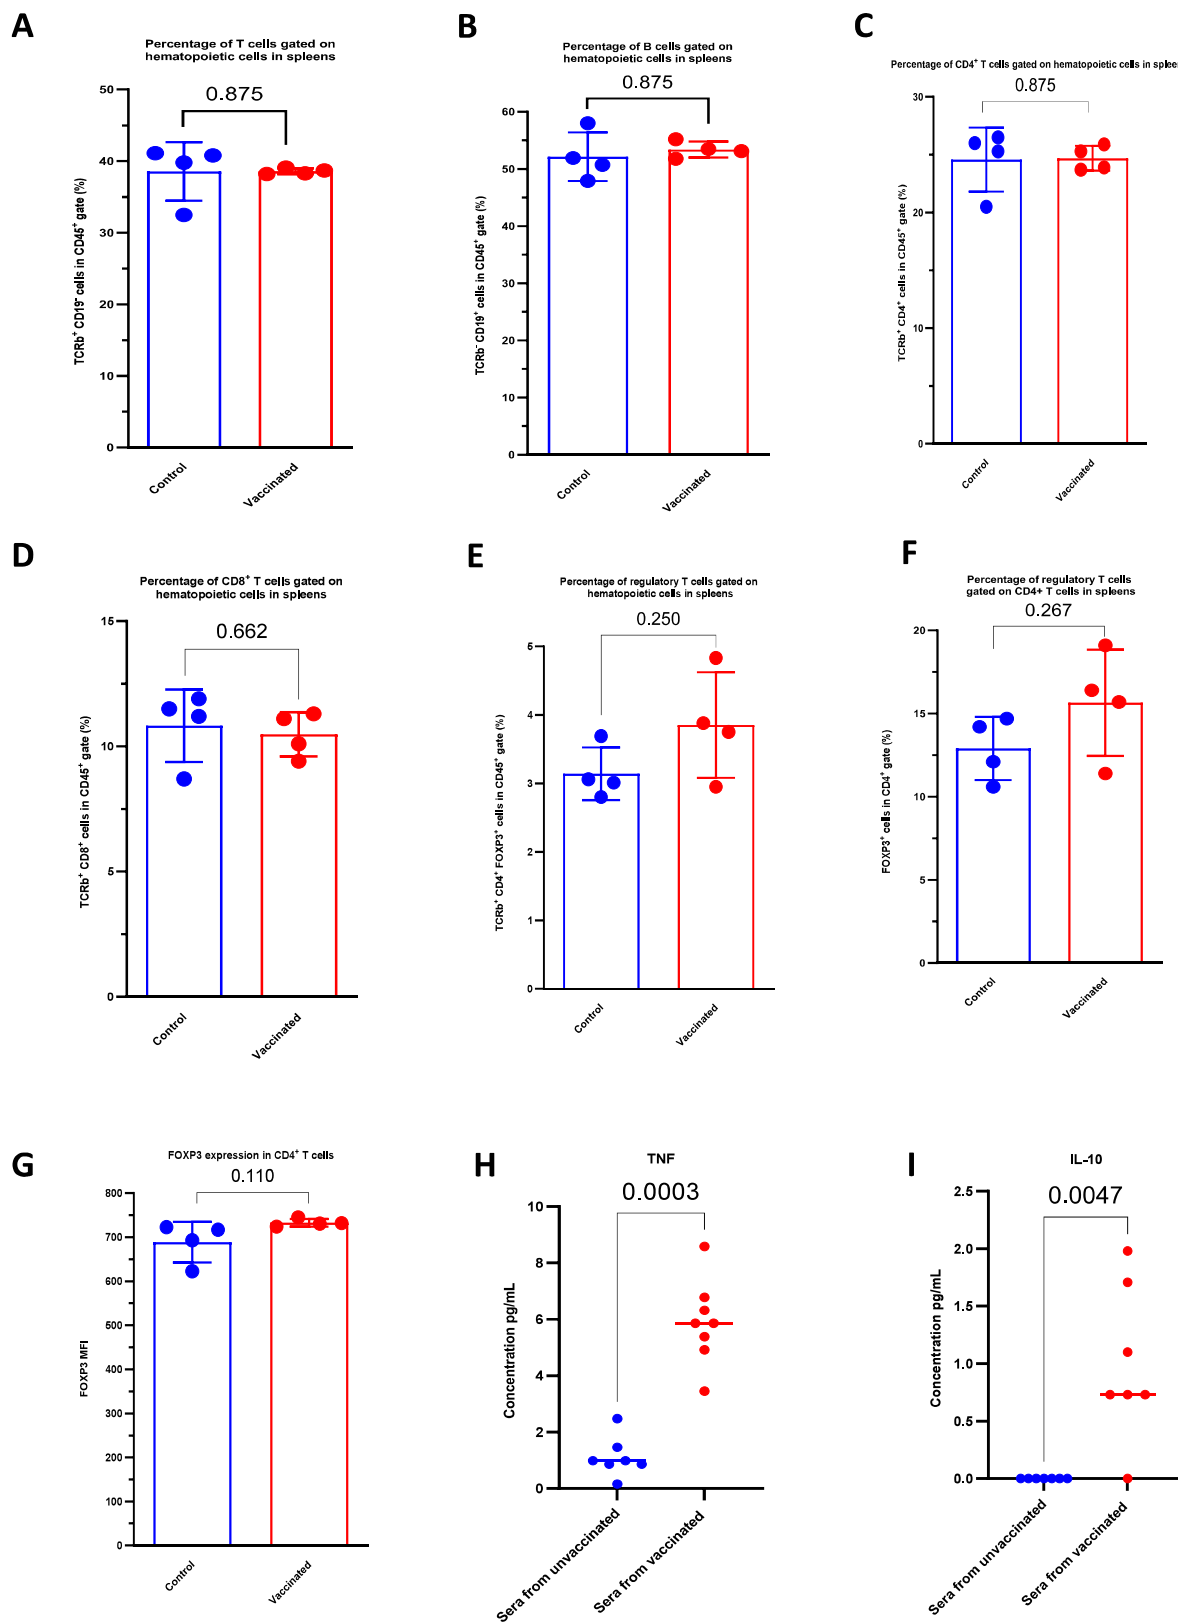 A
Percentage of T cells gated on
hematopoietic cells in spleens
0.875
50
40
30
20
10
0
TCRb⁺ CD19⁻ cells in CD45⁺ gate (%)
Control
Vaccinated
B
Percentage of B cells gated on
hematopoietic cells in spleens
0.875
60
50
40
30
20
10
0
TCRb⁻ CD19⁺ cells in CD45⁺ gate (%)
Control
Vaccinated
C
Percentage of CD4⁺ T cells gated on hematopoietic cells in spleen
0.875
30
20
10
0
TCRb⁺ CD4⁺ cells in CD45⁺ gate (%)
Control
Vaccinated
D
Percentage of CD8⁺ T cells gated on
hematopoietic cells in spleens
0.662
15
10
5
0
TCRb⁺ CD8⁺ cells in CD45⁺ gate (%)
Control
Vaccinated
E
Percentage of regulatory T cells gated on
hematopoietic cells in spleens
0.250
5
4
3
2
1
0
TCRb⁺ CD4⁺ FOXP3⁺ cells in CD45⁺ gate (%)
Control
Vaccinated
F
Percentage of regulatory T cells
gated on CD4+ T cells in spleens
0.267
20
15
10
5
0
FOXP3⁺ cells in CD4⁺ gate (%)
Control
Vaccinated
G
FOXP3 expression in CD4⁺ T cells
0.110
800
700
600
500
400
300
200
100
0
FOXP3 MFI
Control
Vaccinated
H
TNF
0.0003
10
8
6
4
2
0
Concentration pg/mL
Sera from unvaccinated
Sera from vaccinated
I
IL-10
0.0047
2.5
2.0
1.5
1.0
0.5
0.0
Concentration pg/mL
Sera from unvaccinated
Sera from vaccinated